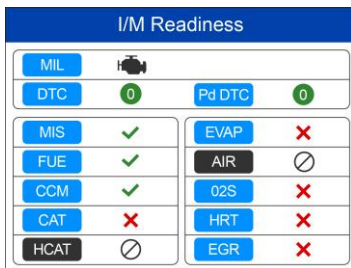 I/M Readiness
MIL
DTC 0 Pd DTC 0
MIS EVAP
FUE AIR
CCM 02S
CAT HRT
HCAT EGR